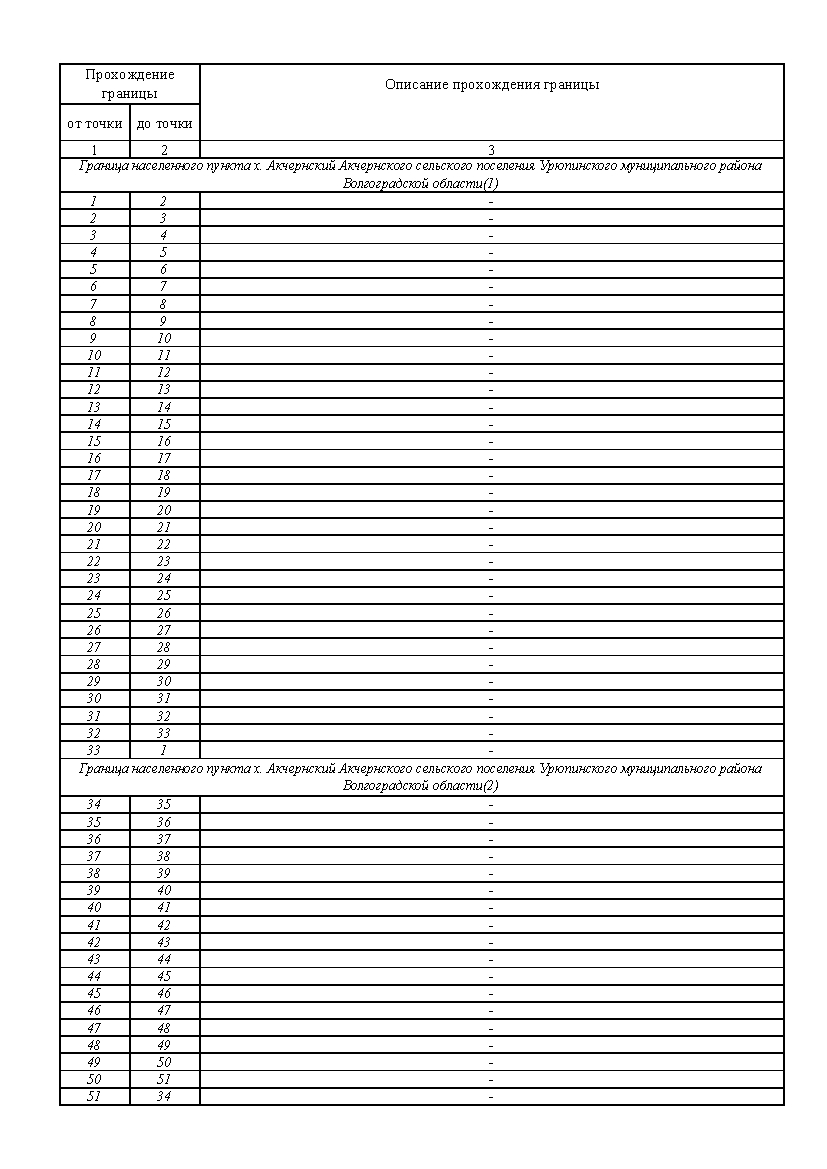 Прохождение
границы
Описание прохождения границы
от точки до точки
1 2 3
Граница населенного пункта х. Акчернский Акчернского сельского поселения Урюпинского муниципального района
Волгоградской области(1)
1 2 -
2 3 -
3 4 -
4 5 -
5 6 -
6 7 -
7 8 -
8 9 -
9 10 -
10 11 -
11 12 -
12 13 -
13 14 -
14 15 -
15 16 -
16 17 -
17 18 -
18 19 -
19 20 -
20 21 -
21 22 -
22 23 -
23 24 -
24 25 -
25 26 -
26 27 -
27 28 -
28 29 -
29 30 -
30 31 -
31 32 -
32 33 -
33 1 -
Граница населенного пункта х. Акчернский Акчернского сельского поселения Урюпинского муниципального района
Волгоградской области(2)
34 35 -
35 36 -
36 37 -
37 38 -
38 39 -
39 40 -
40 41 -
41 42 -
42 43 -
43 44 -
44 45 -
45 46 -
46 47 -
47 48 -
48 49 -
49 50 -
50 51 -
51 34 -